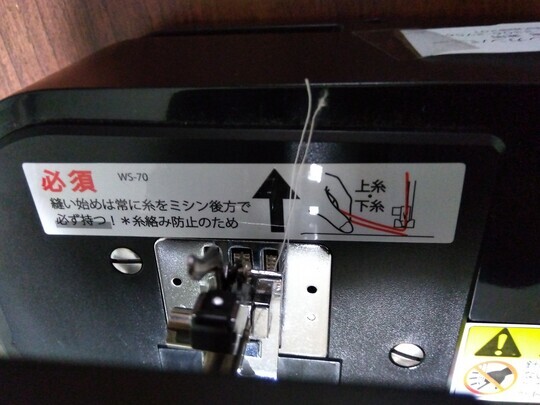 必須 WS-70
縫い始めは常に糸をミシン後方で
必ず持つ！＊糸絡み防止のため
上糸
・
下糸